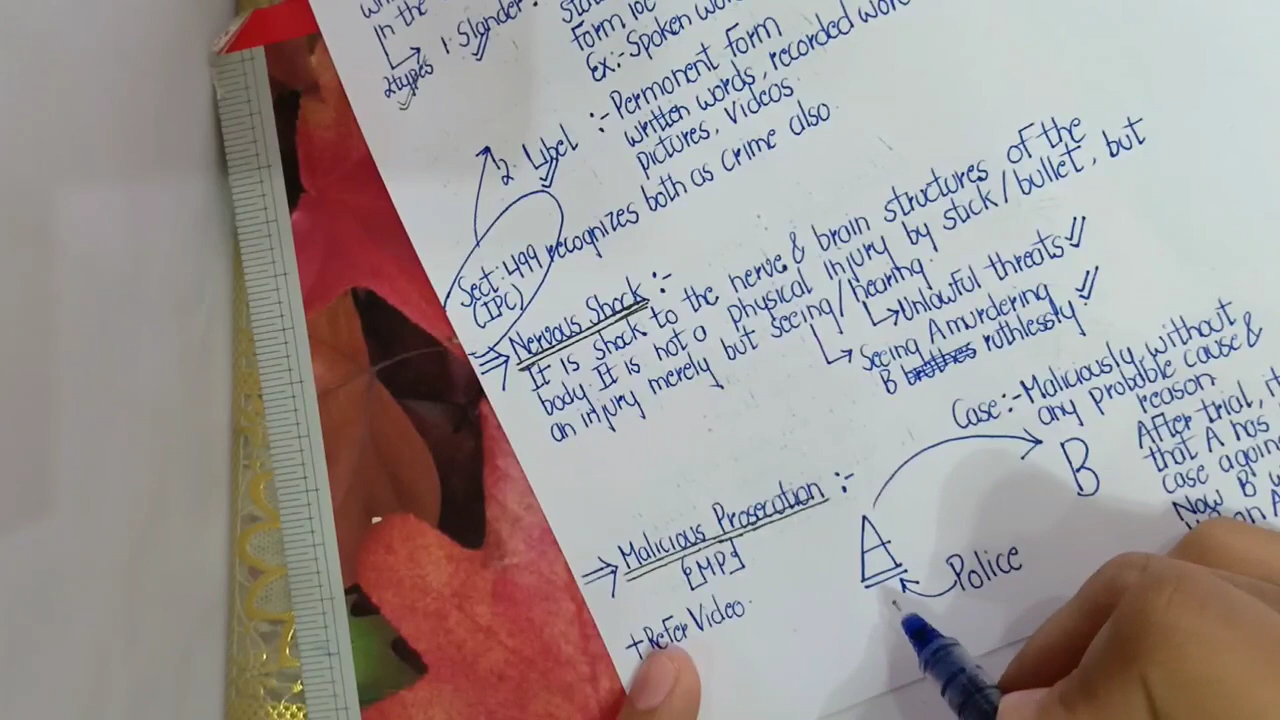 In the
2types
1. Slander :
form
Ex:- Spoken
2. Libel :- Permonent form
written words, recorded
pictures, videos
Sect: 499 recognizes both as crime also
(IPC)
Nervous Shock :-
It is shock to the nerve & brain structures of the
body. It is not a physical injury by stick/bullet, but
an injury merely but seeing/hearing.
Unlawful threats
Seeing A murdering
B ruthlessly
Malicious Prosecution :-
[MP]
+ Refer Video.
Case:- Maliciously without
any probable cause &
reason
A
B
Police
After trial, it
that A has
case again
Now B
on A